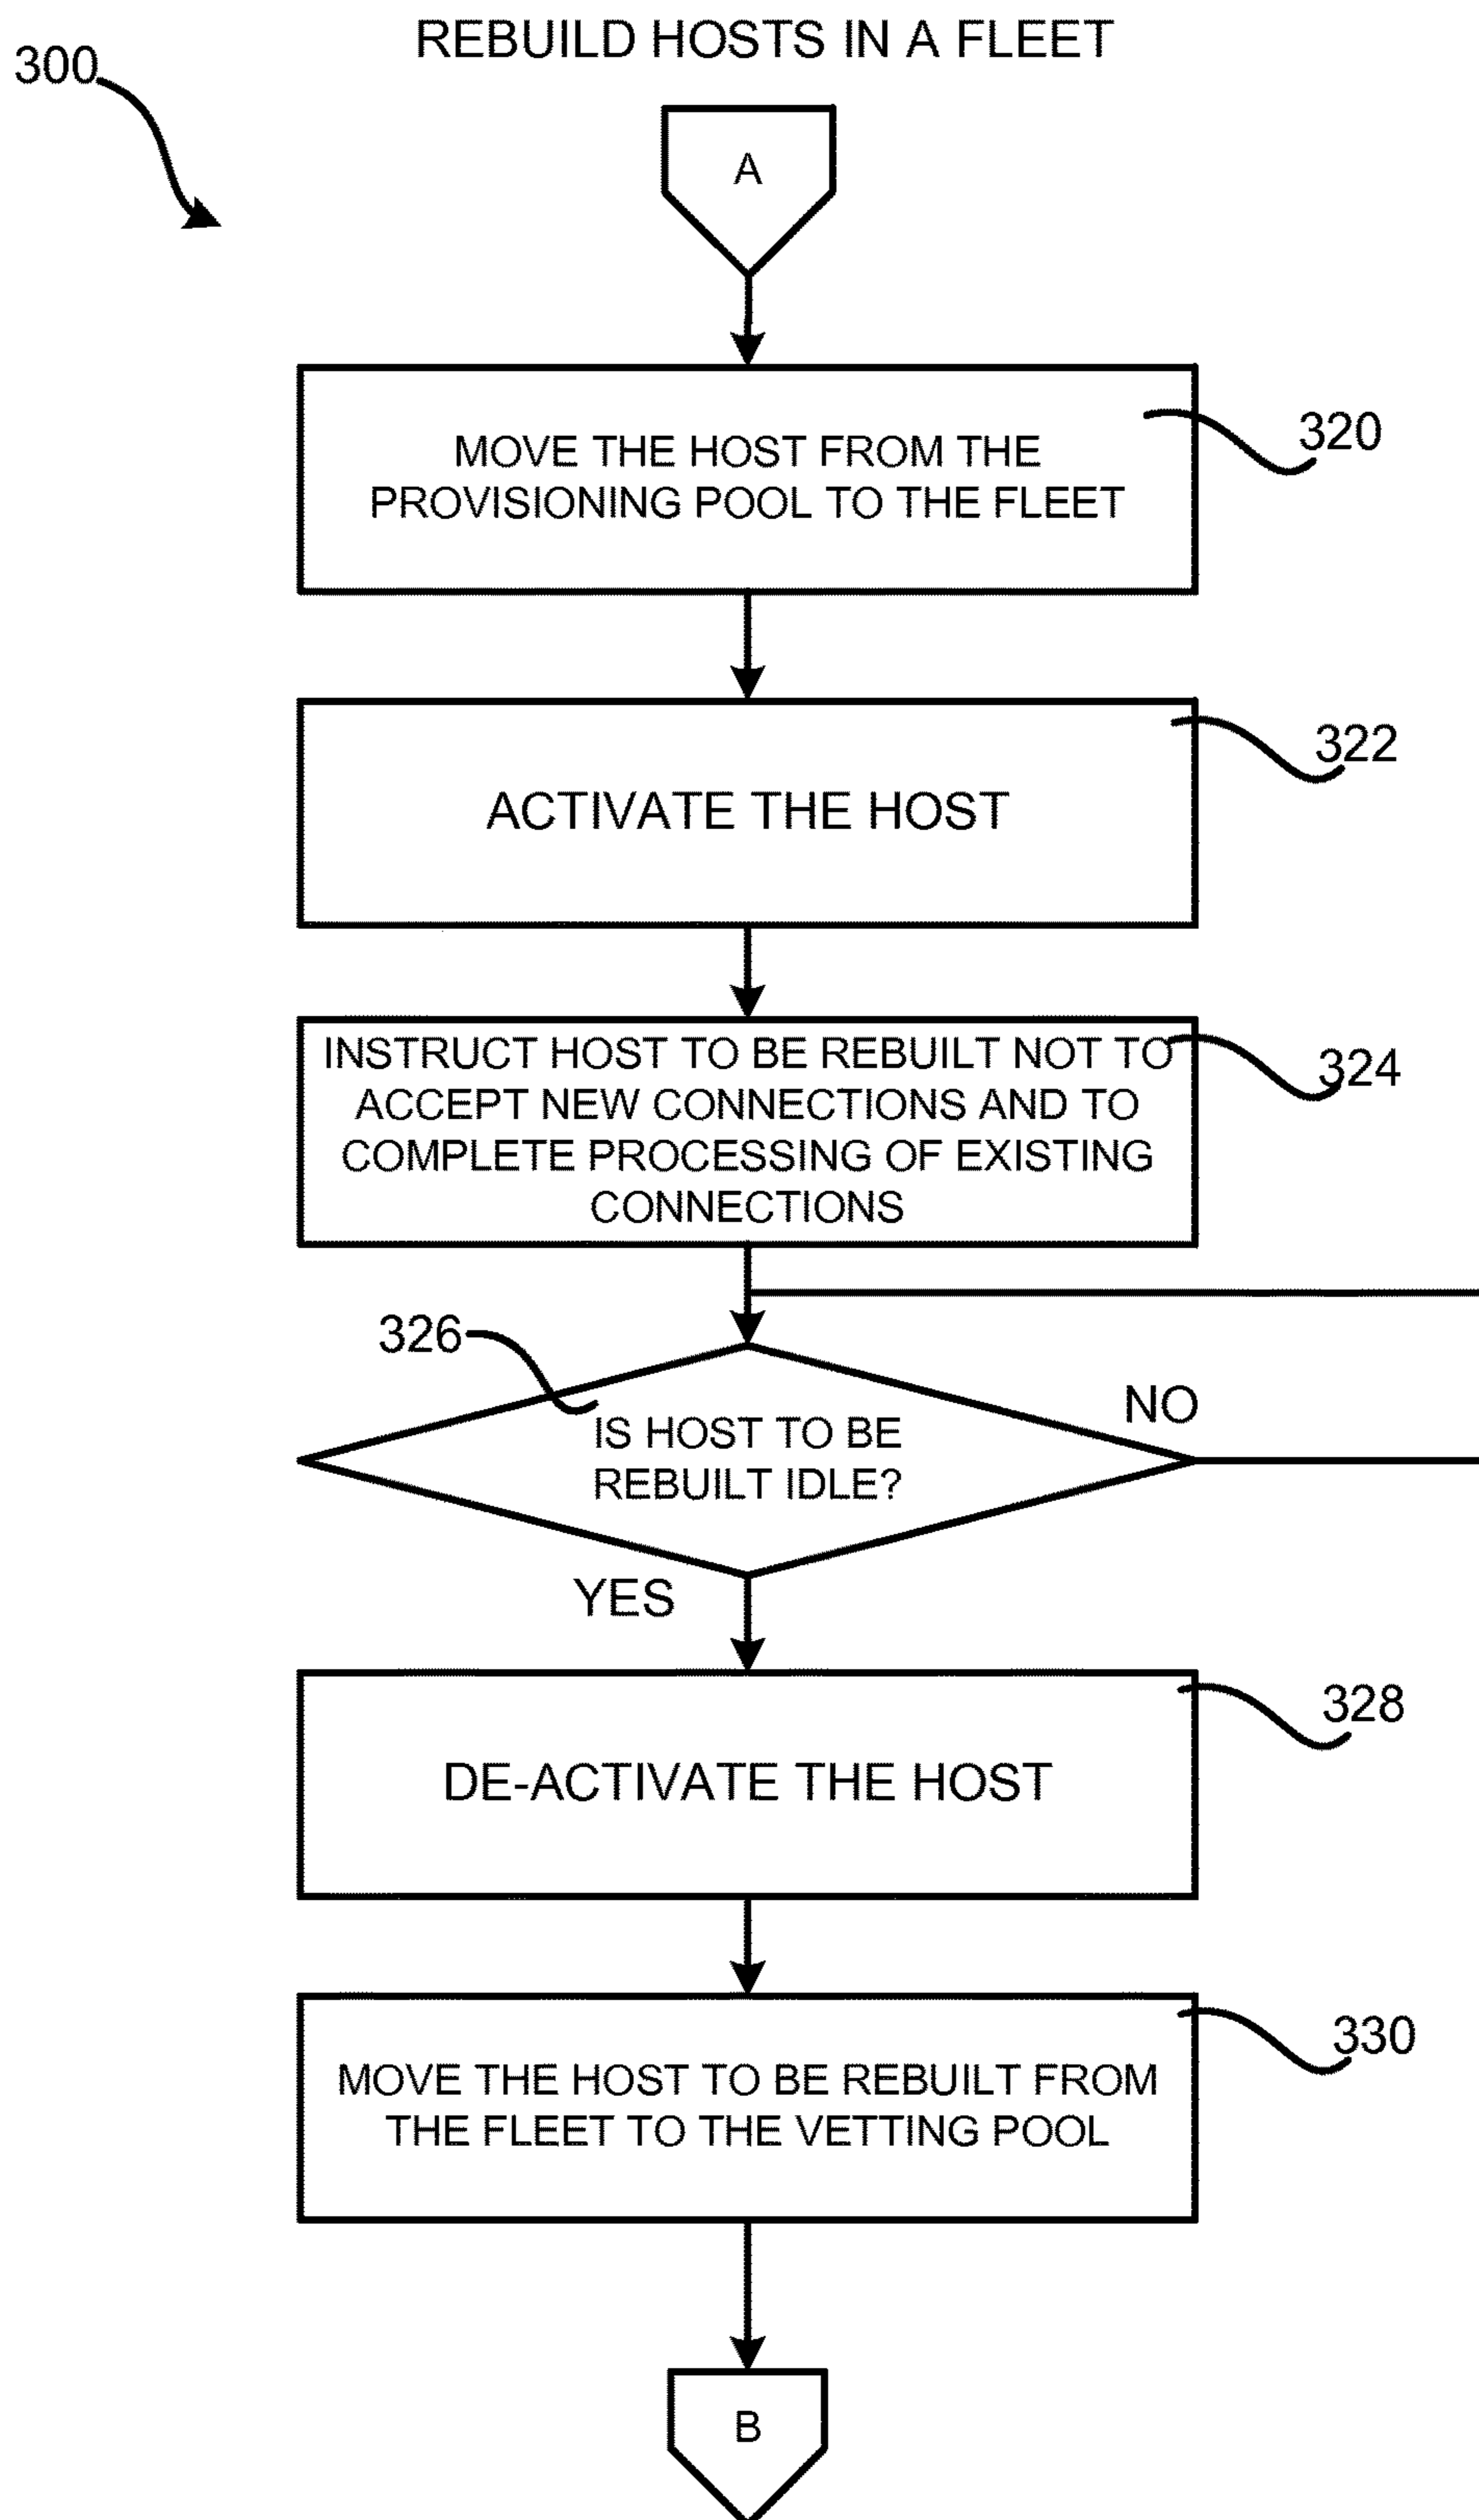 REBUILD HOSTS IN A FLEET
300
A
MOVE THE HOST FROM THE
PROVISIONING POOL TO THE FLEET
320
ACTIVATE THE HOST
322
INSTRUCT HOST TO BE REBUILT NOT TO
ACCEPT NEW CONNECTIONS AND TO
COMPLETE PROCESSING OF EXISTING
CONNECTIONS
324
326
IS HOST TO BE
REBUILT IDLE?
NO
YES
DE-ACTIVATE THE HOST
328
MOVE THE HOST TO BE REBUILT FROM
THE FLEET TO THE VETTING POOL
330
B